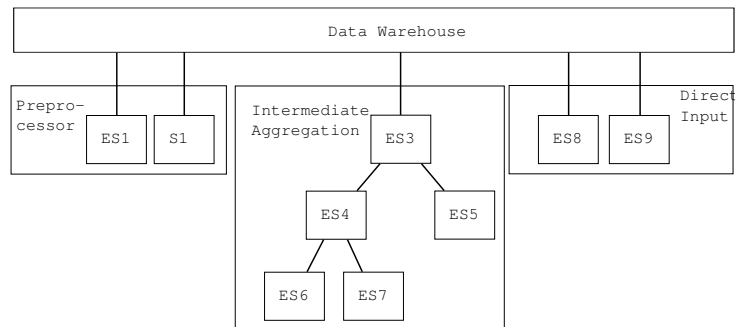 Data Warehouse
Prepro-
cessor
ES1
S1
Intermediate
Aggregation
ES3
ES4
ES5
ES6
ES7
Direct
Input
ES8
ES9